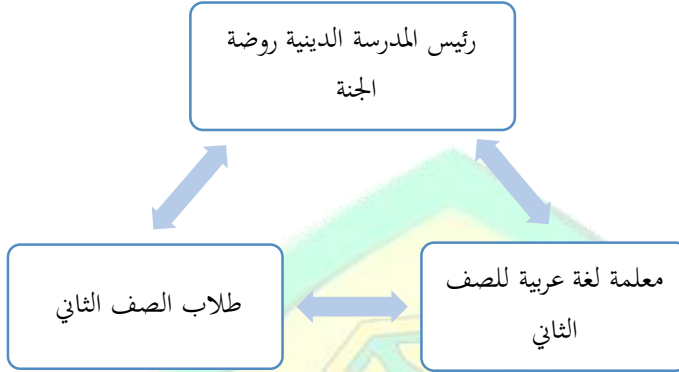 رئيس المدرسة الدينية روضة
الجنة
معلمة لغة عربية للصف
الثاني
طلاب الصف الثاني